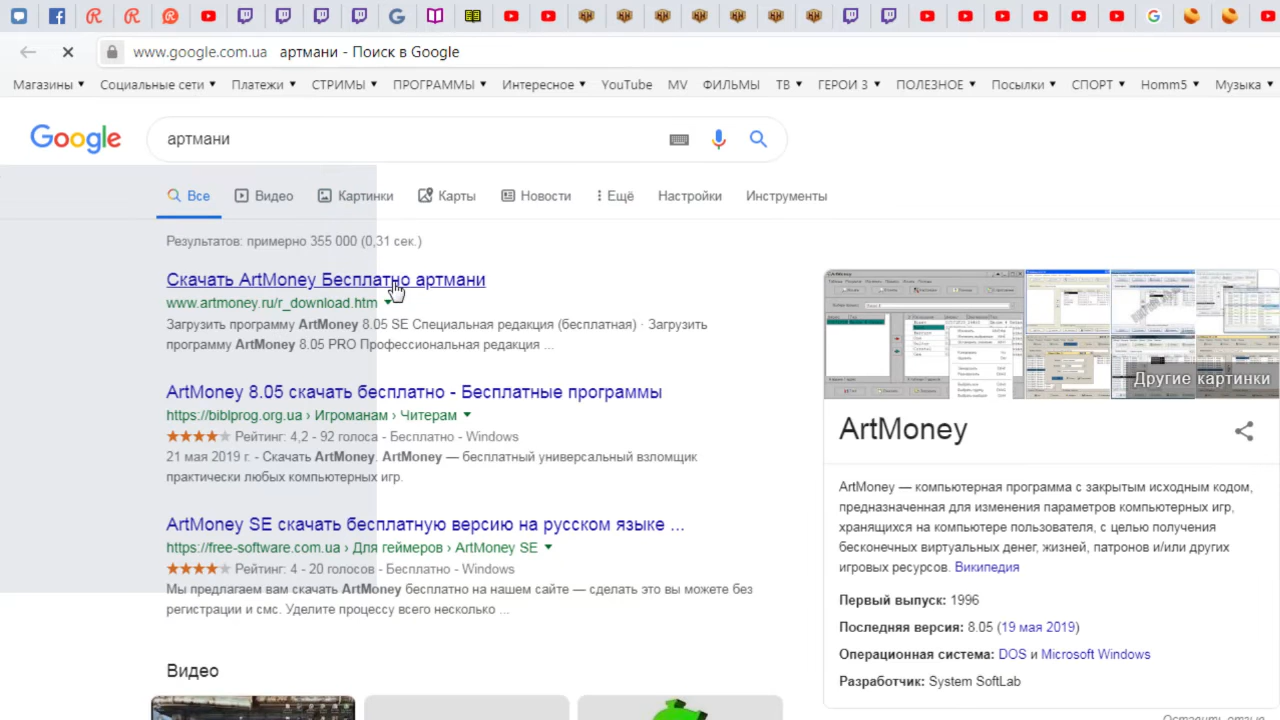 www.google.com.ua артмани - Поиск в Google
Магазины Социальные сети Платежи СТРИМЫ ПРОГРАММЫ Интересное YouTube MV ФИЛЬМЫ ТВ ГЕРОИ 3 ПОЛЕЗНОЕ Посылки СПОРТ Homm5 Музыка
Google артмани
Все Видео Картинки Карты Новости Ещё Настройки Инструменты
Результатов: примерно 355 000 (0,31 сек.)
Скачать ArtMoney Бесплатно артмани
www.artmoney.ru/r_download.htm
Загрузить программу ArtMoney 8.05 SE Специальная редакция (бесплатная) · Загрузить
программу ArtMoney 8.05 PRO Профессиональная редакция ...
ArtMoney 8.05 скачать бесплатно - Бесплатные программы
https://biblprog.org.ua › Игроманам › Читерам
Рейтинг: 4,2 - 92 голоса - Бесплатно - Windows
21 мая 2019 г. - Скачать ArtMoney. ArtMoney — бесплатный универсальный взломщик
практически любых компьютерных игр.
ArtMoney SE скачать бесплатную версию на русском языке ...
https://free-software.com.ua › Для геймеров › ArtMoney SE
Рейтинг: 4 - 20 голосов - Бесплатно - Windows
Мы предлагаем вам скачать ArtMoney бесплатно на нашем сайте — сделать это вы можете без
регистрации и смс. Уделите процессу всего несколько ...
Видео
Другие картинки
ArtMoney
ArtMoney — компьютерная программа с закрытым исходным кодом,
предназначенная для изменения параметров компьютерных игр,
хранящихся на компьютере пользователя, с целью получения
бесконечных виртуальных денег, жизней, патронов и/или других
игровых ресурсов. Википедия
Первый выпуск: 1996
Последняя версия: 8.05 (19 мая 2019)
Операционная система: DOS и Microsoft Windows
Разработчик: System SoftLab
Оставить отзыв